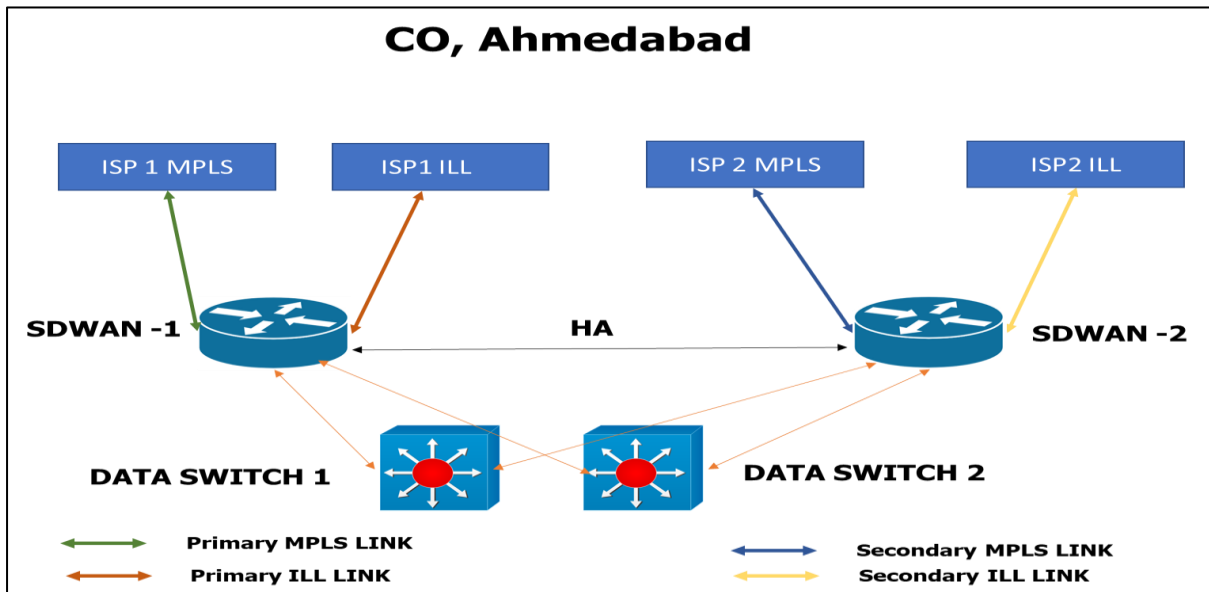 CO, Ahmedabad
ISP 1 MPLS
ISP1 ILL
ISP 2 MPLS
ISP2 ILL
SDWAN -1
HA
SDWAN -2
DATA SWITCH 1
DATA SWITCH 2
Primary MPLS LINK
Secondary MPLS LINK
Primary ILL LINK
Secondary ILL LINK